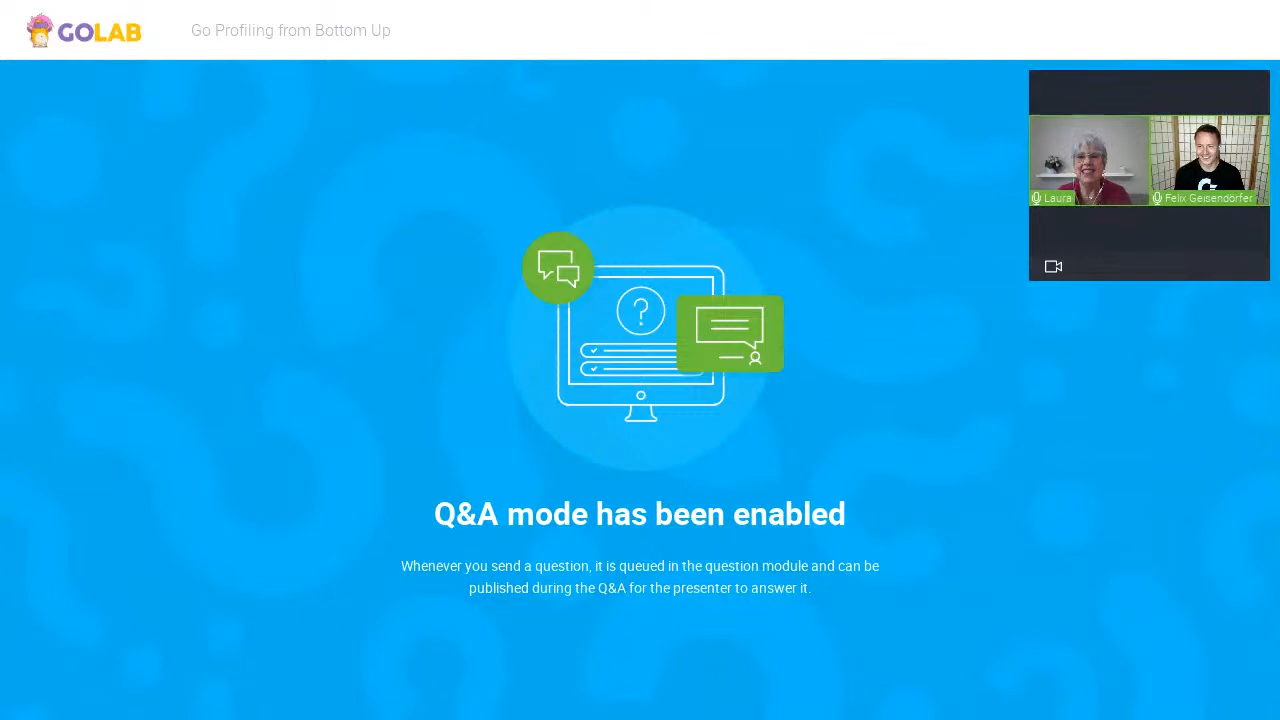 GOLAB
Go Profiling from Bottom Up
Laura
Felix Geisendörfer
?
Q&A mode has been enabled
Whenever you send a question, it is queued in the question module and can be
published during the Q&A for the presenter to answer it.